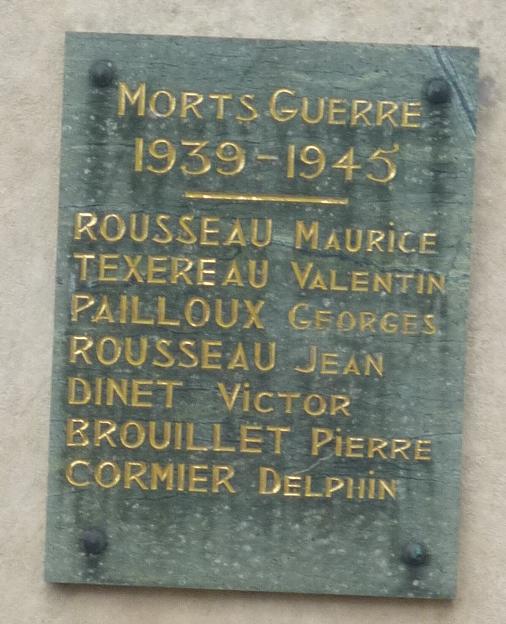 MORTS GUERRE
1939-1945
ROUSSEAU MAURICE
TEXEREAU VALENTIN
PAILLOUX GEORGES
ROUSSEAU JEAN
DINET VICTOR
BROUILLET PIERRE
CORMIER DELPHIN